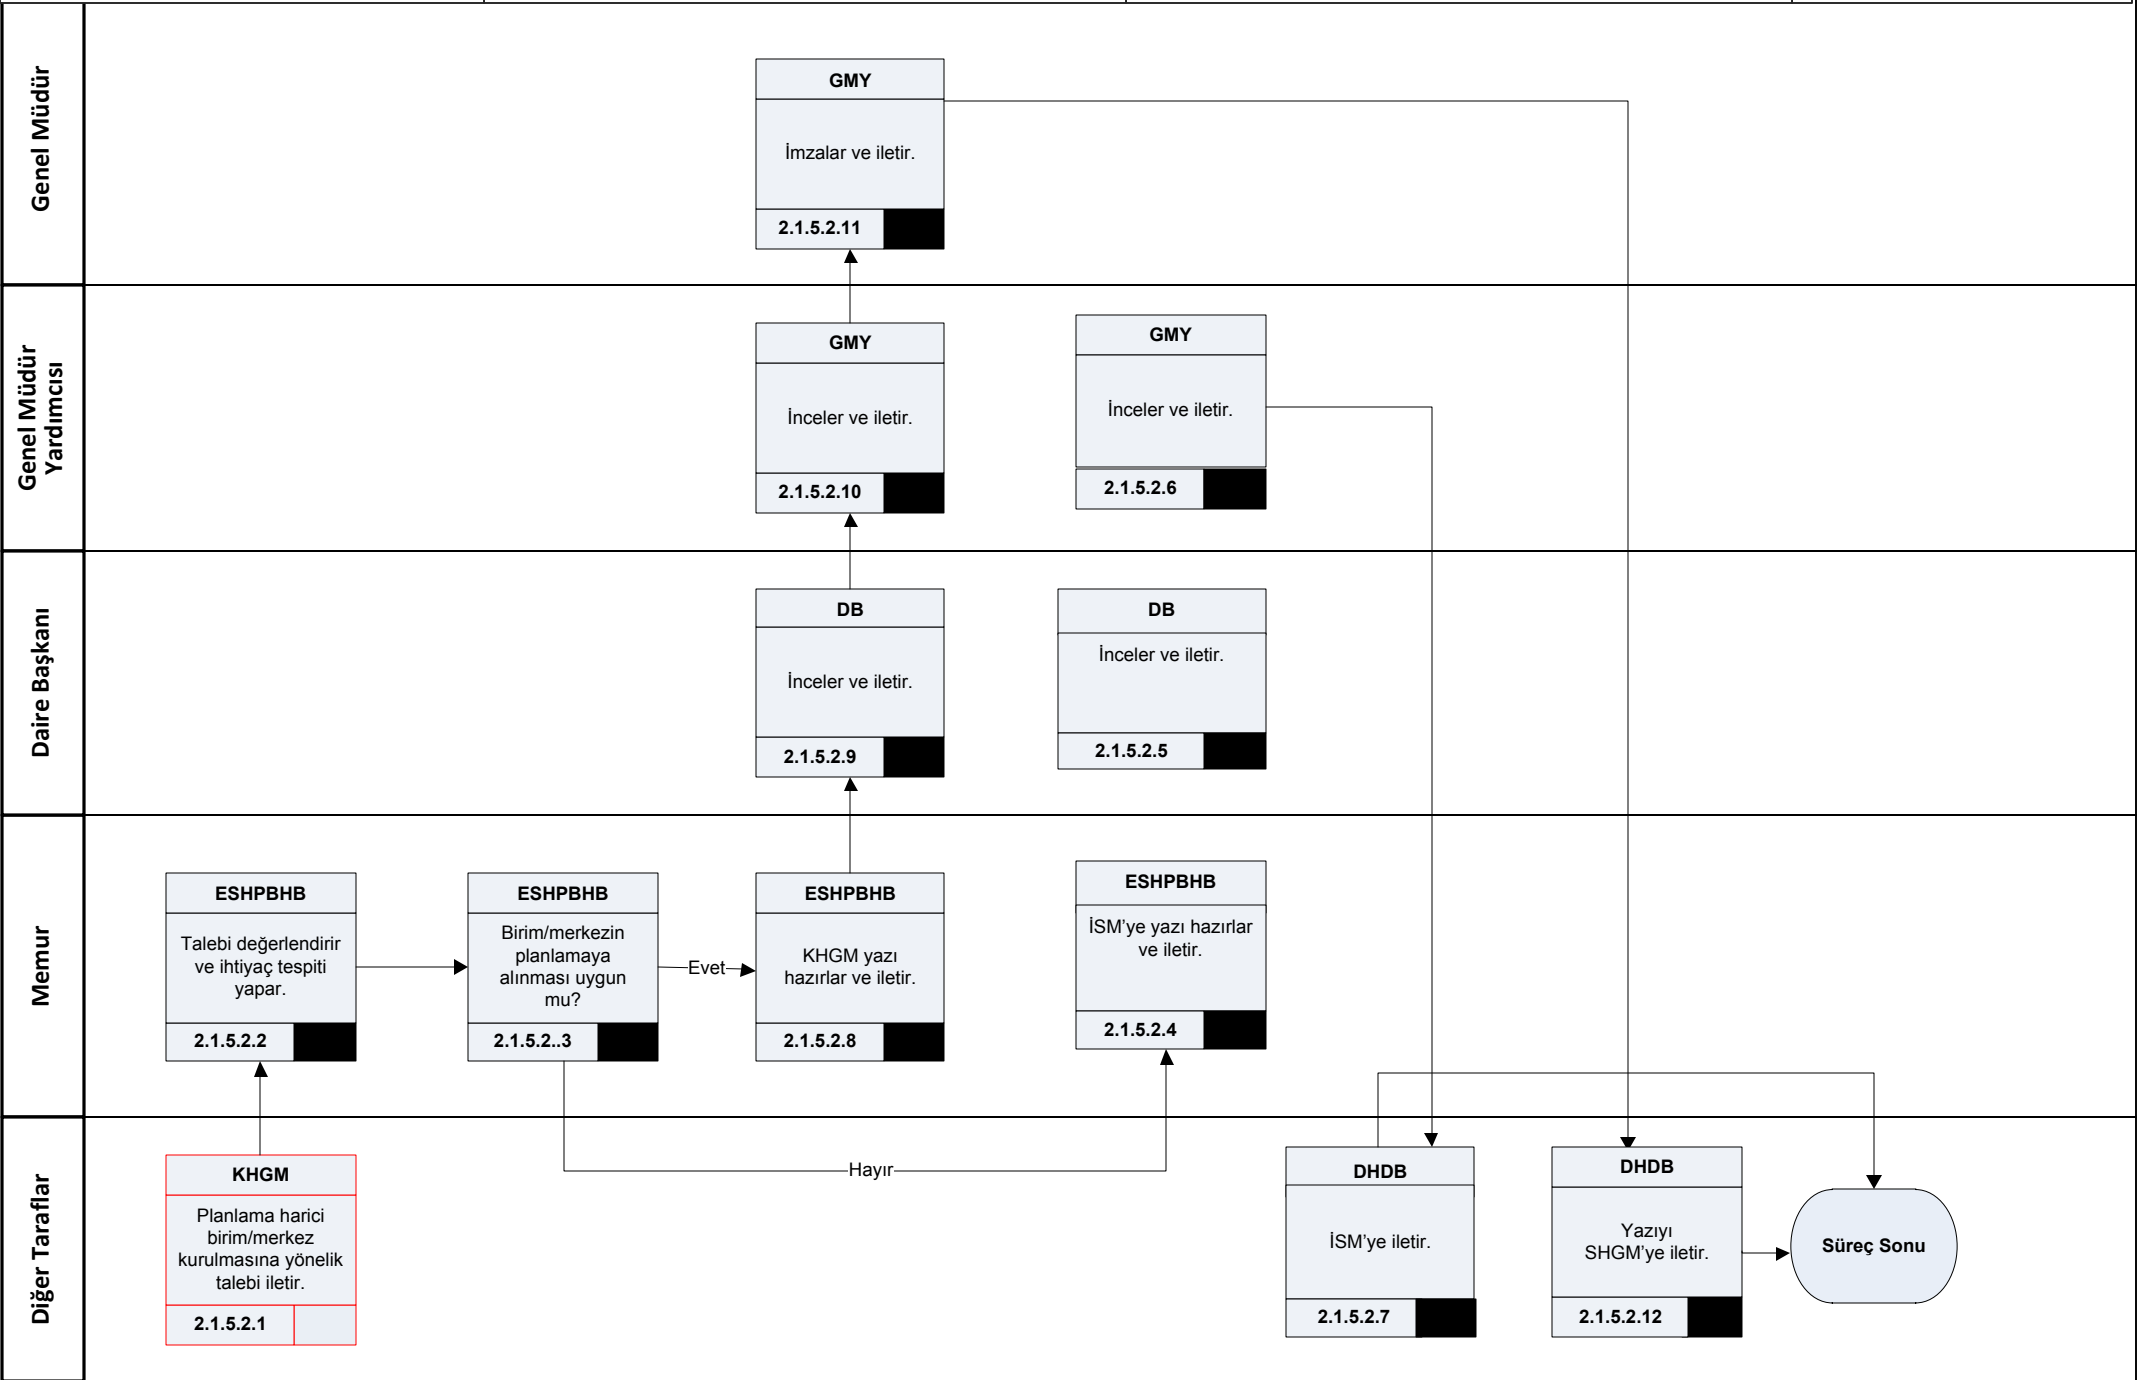 Genel Müdür
GMY
İmzalar ve iletir.
2.1.5.2.11
Genel Müdür
Yardımcısı
GMY
İnceler ve iletir.
2.1.5.2.10
GMY
İnceler ve iletir.
2.1.5.2.6
Daire Başkanı
DB
İnceler ve iletir.
2.1.5.2.9
DB
İnceler ve iletir.
2.1.5.2.5
Memur
ESHPBHB
Talebi değerlendirir
ve ihtiyaç tespiti
yapar.
2.1.5.2.2
ESHPBHB
Birim/merkezin
planlamaya
alınması uygun
mu?
2.1.5.2..3
Evet
ESHPBHB
KHGM yazı
hazırlar ve iletir.
2.1.5.2.8
ESHPBHB
İSM’ye yazı hazırlar
ve iletir.
2.1.5.2.4
Diğer Taraflar
KHGM
Planlama harici
birim/merkez
kurulmasına yönelik
talebi iletir.
2.1.5.2.1
Hayır
DHDB
İSM’ye iletir.
2.1.5.2.7
DHDB
Yazıyı
SHGM’ye iletir.
2.1.5.2.12
Süreç Sonu